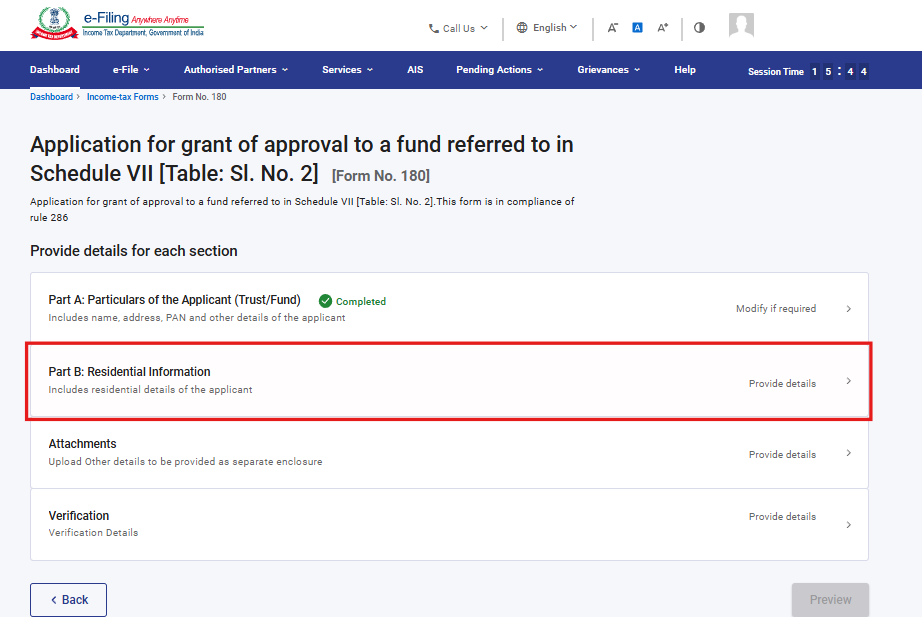 e-Filing Anywhere Anytime
Income Tax Department, Government of India
Call Us
English
A-
A
A+
Dashboard
e-File
Authorised Partners
Services
AIS
Pending Actions
Grievances
Help
Session Time 1 5 : 4 4
Dashboard > Income-tax Forms > Form No. 180
Application for grant of approval to a fund referred to in
Schedule VII [Table: Sl. No. 2] [Form No. 180]
Application for grant of approval to a fund referred to in Schedule VII [Table: Sl. No. 2].This form is in compliance of
rule 286
Provide details for each section
Part A: Particulars of the Applicant (Trust/Fund) Completed
Includes name, address, PAN and other details of the applicant
Modify if required >
Part B: Residential Information
Includes residential details of the applicant
Provide details >
Attachments
Upload Other details to be provided as separate enclosure
Provide details >
Verification
Verification Details
Provide details >
< Back
Preview